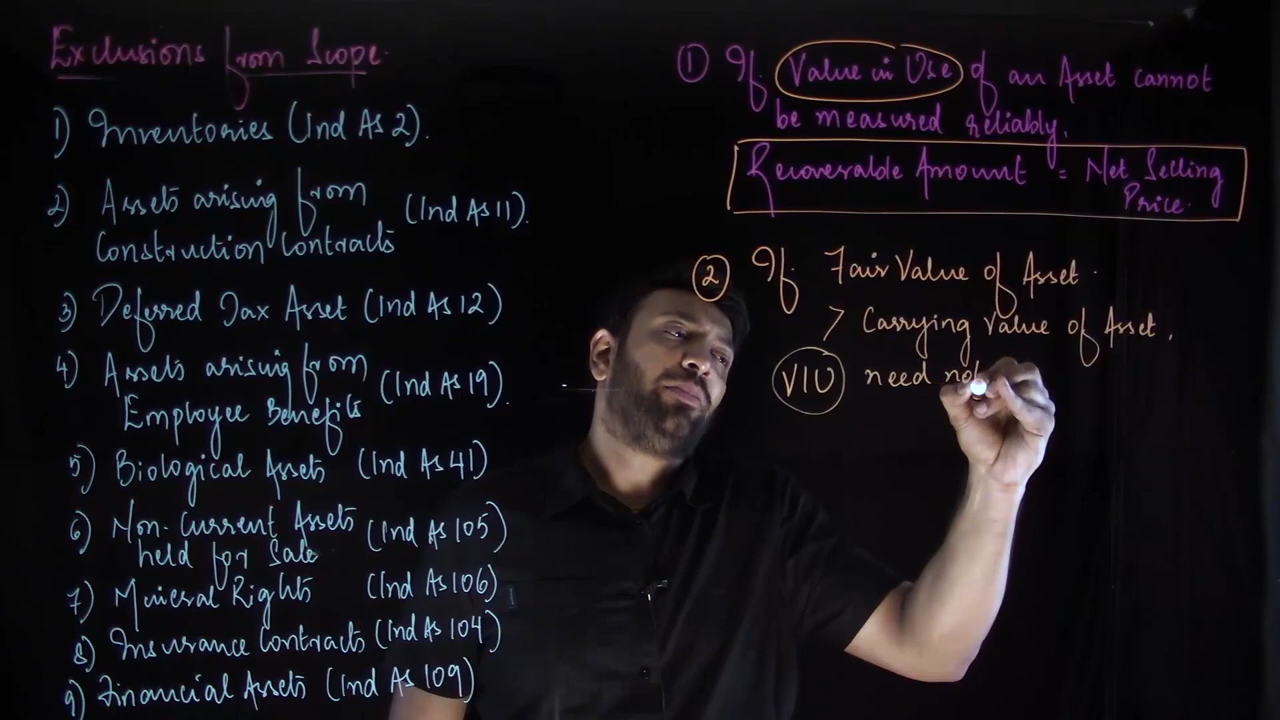 Exclusions from Scope.
1) Inventories (Ind As 2).
2) Assets arising from
Construction Contracts (Ind As 11).
3) Deferred Tax Asset (Ind As 12)
4) Assets arising from
Employee Benefits (Ind As 19).
5) Biological Assets (Ind As 41)
6) Non-Current Assets
held for Sale (Ind As 105)
7) Mineral Rights (Ind As 106)
8) Insurance Contracts (Ind As 104)
9) Financial Assets (Ind As 109)
1 If Value in Use of an Asset cannot
be measured reliably.
Recoverable Amount = Net Selling
Price.
2 If Fair Value of Asset.
> Carrying Value of Asset.
VIU need not